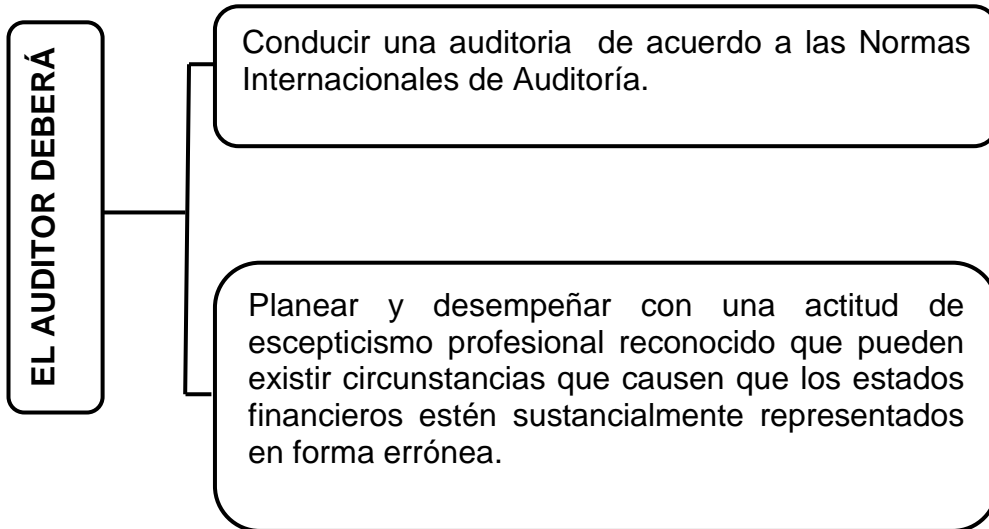 EL AUDITOR DEBERÁ
Conducir una auditoria de acuerdo a las Normas
Internacionales de Auditoría.
Planear y desempeñar con una actitud de
escepticismo profesional reconocido que pueden
existir circunstancias que causen que los estados
financieros estén sustancialmente representados
en forma errónea.